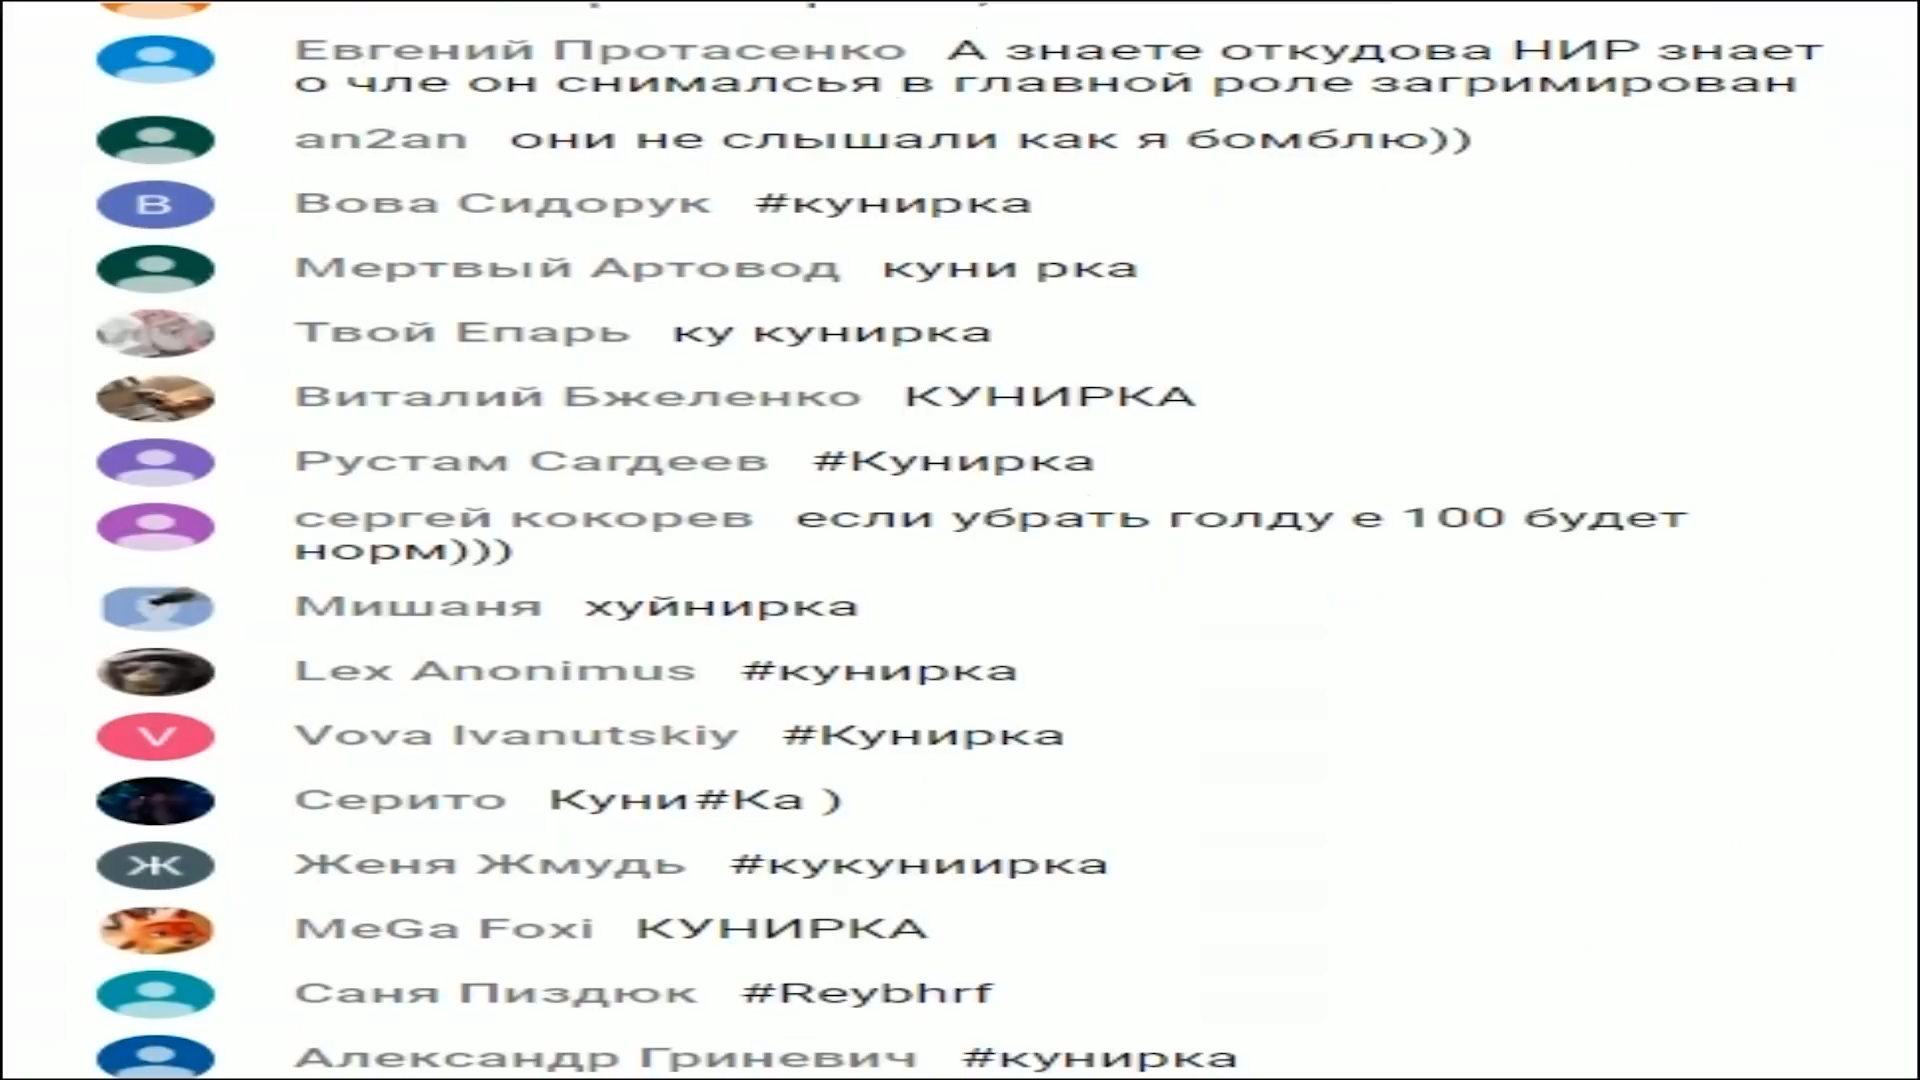 Евгений Протасенко А знаете откудова НИР знает
о чле он снималсья в главной роле загримирован
an2an они не слышали как я бомблю))
В
Вова Сидорук #кунирка
Мертвый Артовод куни рка
Твой Епарь ку кунирка
Виталий Бжеленко КУНИРКА
Рустам Сагдеев #Кунирка
сергей кокорев если убрать голду е 100 будет
норм)))
Мишаня хуйнирка
Lex Anonimus #кунирка
V
Vova Ivanutskiy #Кунирка
Серито Куни#Ка )
Ж
Женя Жмудь #кукуниирка
MeGa Foxi КУНИРКА
Саня Пиздюк #Reybhrf
Александр Гриневич #кунирка